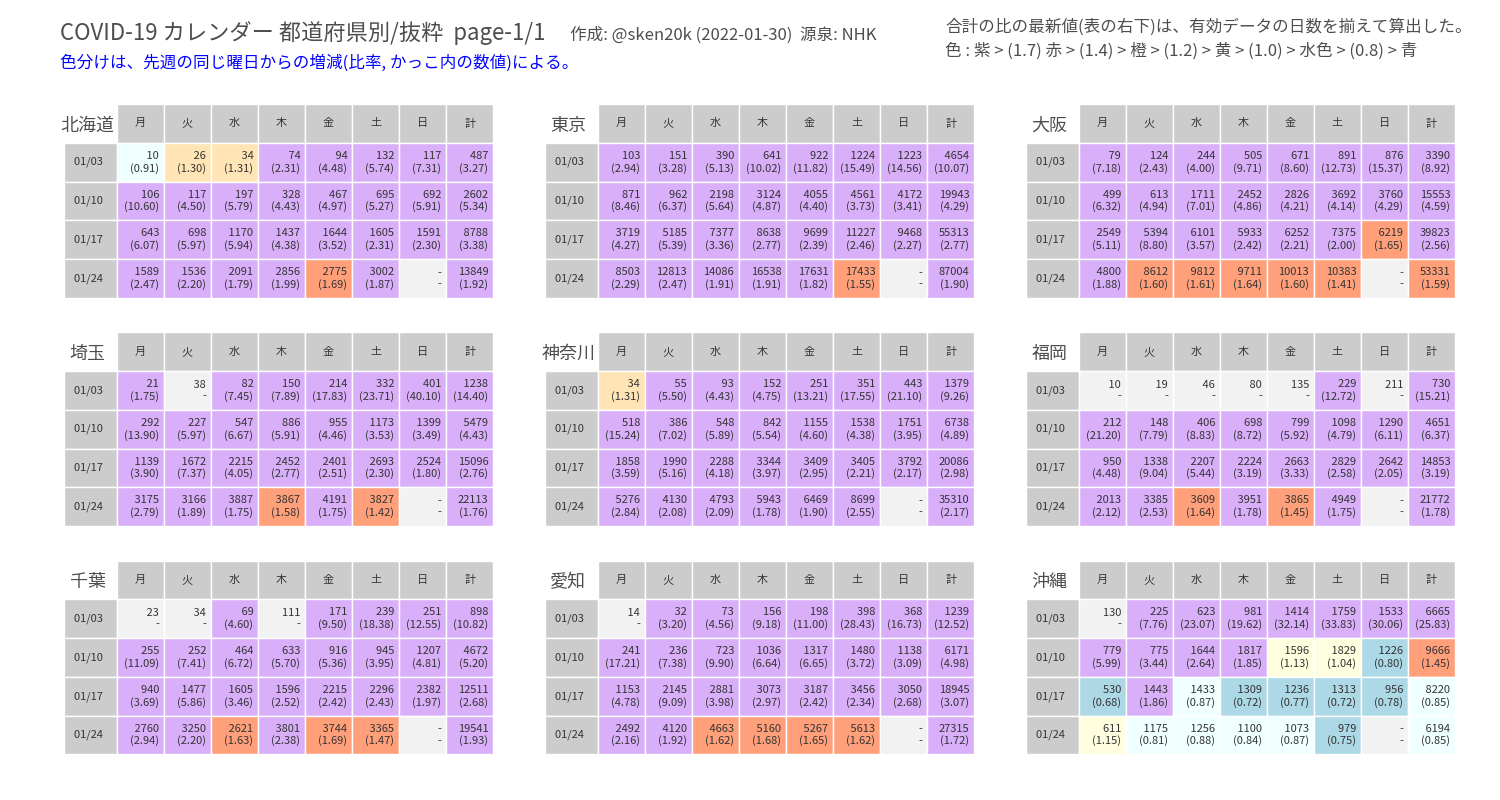 COVID-19 カレンダー 都道府県別/抜粋 page-1/1 作成: @sken20k (2022-01-30) 源泉: NHK
合計の比の最新値(表の右下)は、有効データの日数を揃えて算出した。
色分けは、先週の同じ曜日からの増減(比率, かっこ内の数値)による。
色 : 紫 > (1.7) 赤 > (1.4) 橙 > (1.2) 黄 > (1.0) > 水色 > (0.8) > 青
北海道 月 火 水 木 金 土 日 計
01/03 10 26 34 74 94 132 117 487
(0.91) (1.30) (1.31) (2.31) (4.48) (5.74) (7.31) (3.27)
01/10 106 117 197 328 467 695 692 2602
(10.60) (4.50) (5.79) (4.43) (4.97) (5.27) (5.91) (5.34)
01/17 643 698 1170 1437 1644 1605 1591 8788
(6.07) (5.97) (5.94) (4.38) (3.52) (2.31) (2.30) (3.38)
01/24 1589 1536 2091 2856 2775 3002 - 13849
(2.47) (2.20) (1.79) (1.99) (1.69) (1.87) - (1.92)
東京 月 火 水 木 金 土 日 計
01/03 103 151 390 641 922 1224 1223 4654
(2.94) (3.28) (5.13) (10.02) (11.82) (15.49) (14.56) (10.07)
01/10 871 962 2198 3124 4055 4561 4172 19943
(8.46) (6.37) (5.64) (4.87) (4.40) (3.73) (3.41) (4.29)
01/17 3719 5185 7377 8638 9699 11227 9468 55313
(4.27) (5.39) (3.36) (2.77) (2.39) (2.46) (2.27) (2.77)
01/24 8503 12813 14086 16538 17631 17433 - 87004
(2.29) (2.47) (1.91) (1.91) (1.82) (1.55) - (1.90)
大阪 月 火 水 木 金 土 日 計
01/03 79 124 244 505 671 891 876 3390
(7.18) (2.43) (4.00) (9.71) (8.60) (12.73) (15.37) (8.92)
01/10 499 613 1711 2452 2826 3692 3760 15553
(6.32) (4.94) (7.01) (4.86) (4.21) (4.14) (4.29) (4.59)
01/17 2549 5394 6101 5933 6252 7375 6219 39823
(5.11) (8.80) (3.57) (2.42) (2.21) (2.00) (1.65) (2.56)
01/24 4800 8612 9812 9711 10013 10383 - 53331
(1.88) (1.60) (1.61) (1.64) (1.60) (1.41) - (1.59)
埼玉 月 火 水 木 金 土 日 計
01/03 21 38 82 150 214 332 401 1238
(1.75) - (7.45) (7.89) (17.83) (23.71) (40.10) (14.40)
01/10 292 227 547 886 955 1173 1399 5479
(13.90) (5.97) (6.67) (5.91) (4.46) (3.53) (3.49) (4.43)
01/17 1139 1672 2215 2452 2401 2693 2524 15096
(3.90) (7.37) (4.05) (2.77) (2.51) (2.30) (1.80) (2.76)
01/24 3175 3166 3887 3867 4191 3827 - 22113
(2.79) (1.89) (1.75) (1.58) (1.75) (1.42) - (1.76)
神奈川 月 火 水 木 金 土 日 計
01/03 34 55 93 152 251 351 443 1379
(1.31) (5.50) (4.43) (4.75) (13.21) (17.55) (21.10) (9.26)
01/10 518 386 548 842 1155 1538 1751 6738
(15.24) (7.02) (5.89) (5.54) (4.60) (4.38) (3.95) (4.89)
01/17 1858 1990 2288 3344 3409 3405 3792 20086
(3.59) (5.16) (4.18) (3.97) (2.95) (2.21) (2.17) (2.98)
01/24 5276 4130 4793 5943 6469 8699 - 35310
(2.84) (2.08) (2.09) (1.78) (1.90) (2.55) - (2.17)
福岡 月 火 水 木 金 土 日 計
01/03 10 19 46 80 135 229 211 730
- - - - - (12.72) - (15.21)
01/10 212 148 406 698 799 1098 1290 4651
(21.20) (7.79) (8.83) (8.72) (5.92) (4.79) (6.11) (6.37)
01/17 950 1338 2207 2224 2663 2829 2642 14853
(4.48) (9.04) (5.44) (3.19) (3.33) (2.58) (2.05) (3.19)
01/24 2013 3385 3609 3951 3865 4949 - 21772
(2.12) (2.53) (1.64) (1.78) (1.45) (1.75) - (1.78)
千葉 月 火 水 木 金 土 日 計
01/03 23 34 69 111 171 239 251 898
- - (4.60) - (9.50) (18.38) (12.55) (10.82)
01/10 255 252 464 633 916 945 1207 4672
(11.09) (7.41) (6.72) (5.70) (5.36) (3.95) (4.81) (5.20)
01/17 940 1477 1605 1596 2215 2296 2382 12511
(3.69) (5.86) (3.46) (2.52) (2.42) (2.43) (1.97) (2.68)
01/24 2760 3250 2621 3801 3744 3365 - 19541
(2.94) (2.20) (1.63) (2.38) (1.69) (1.47) - (1.93)
愛知 月 火 水 木 金 土 日 計
01/03 14 32 73 156 198 398 368 1239
- (3.20) (4.56) (9.18) (11.00) (28.43) (16.73) (12.52)
01/10 241 236 723 1036 1317 1480 1138 6171
(17.21) (7.38) (9.90) (6.64) (6.65) (3.72) (3.09) (4.98)
01/17 1153 2145 2881 3073 3187 3456 3050 18945
(4.78) (9.09) (3.98) (2.97) (2.42) (2.34) (2.68) (3.07)
01/24 2492 4120 4663 5160 5267 5613 - 27315
(2.16) (1.92) (1.62) (1.68) (1.65) (1.62) - (1.72)
沖縄 月 火 水 木 金 土 日 計
01/03 130 225 623 981 1414 1759 1533 6665
- (7.76) (23.07) (19.62) (32.14) (33.83) (30.06) (25.83)
01/10 779 775 1644 1817 1596 1829 1226 9666
(5.99) (3.44) (2.64) (1.85) (1.13) (1.04) (0.80) (1.45)
01/17 530 1443 1433 1309 1236 1313 956 8220
(0.68) (1.86) (0.87) (0.72) (0.77) (0.72) (0.78) (0.85)
01/24 611 1175 1256 1100 1073 979 - 6194
(1.15) (0.81) (0.88) (0.84) (0.87) (0.75) - (0.85)